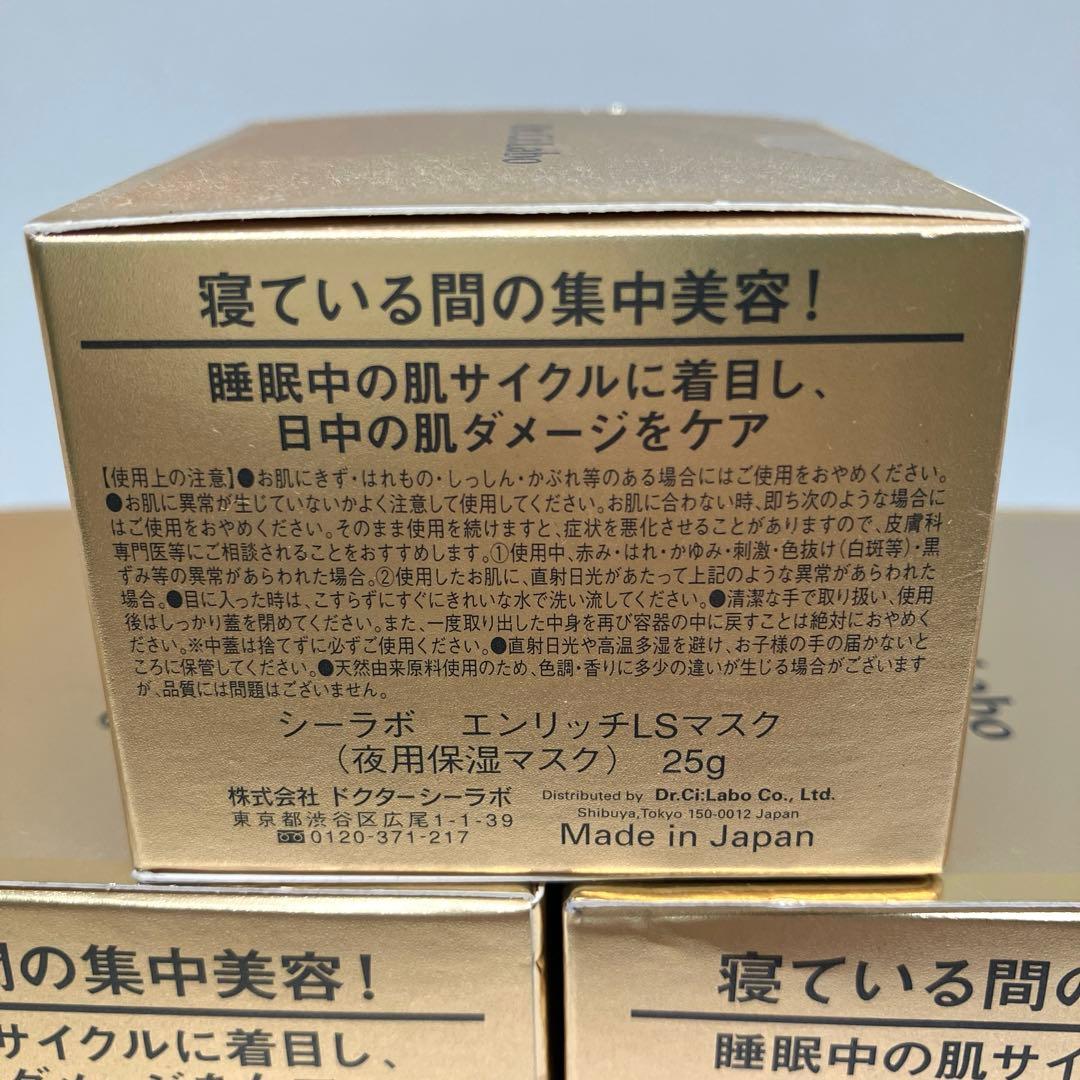 Labo
寝ている間の集中美容!
睡眠中の肌サイクルに着目し、
日中の肌ダメージをケア
【使用上の注意】●お肌にきず・はれもの・しっしん・かぶれ等のある場合にはご使用をおやめください。
●お肌に異常が生じていないかよく注意して使用してください。お肌に合わない時、即ち次のような場合に
はご使用をおやめください。そのまま使用を続けますと、症状を悪化させることがありますので、皮膚科
専門医等にご相談されることをおすすめします。①使用中、赤み・はれ・かゆみ・刺激・色抜け(白斑等)・黒
ずみ等の異常があらわれた場合。②使用したお肌に、直射日光があたって上記のような異常があらわれた
場合。●目に入った時は、こすらずにすぐにきれいな水で洗い流してください。●清潔な手で取り扱い、使用
後はしっかり蓋を閉めてください。また、一度取り出した中身を再び容器の中に戻すことは絶対におやめく
ださい。※中蓋は捨てずに必ずご使用ください。●直射日光や高温多湿を避け、お子様の手の届かないと
ころに保管してください。●天然由来原料使用のため、色調・香りに多少の違いが生じる場合がございます
が、品質には問題はございません。
シーラボ エンリッチLSマスク
(夜用保湿マスク) 25g
株式会社 ドクターシーラボ
東京都渋谷区広尾1-1-39
0120-371-217
Distributed by Dr.Ci:Labo Co., Ltd.
Shibuya,Tokyo 150-0012 Japan
Made in Japan
abo
間の集中美容!
サイクルに着目し、
ダメージをケア
寝ている間の
睡眠中の肌サイ